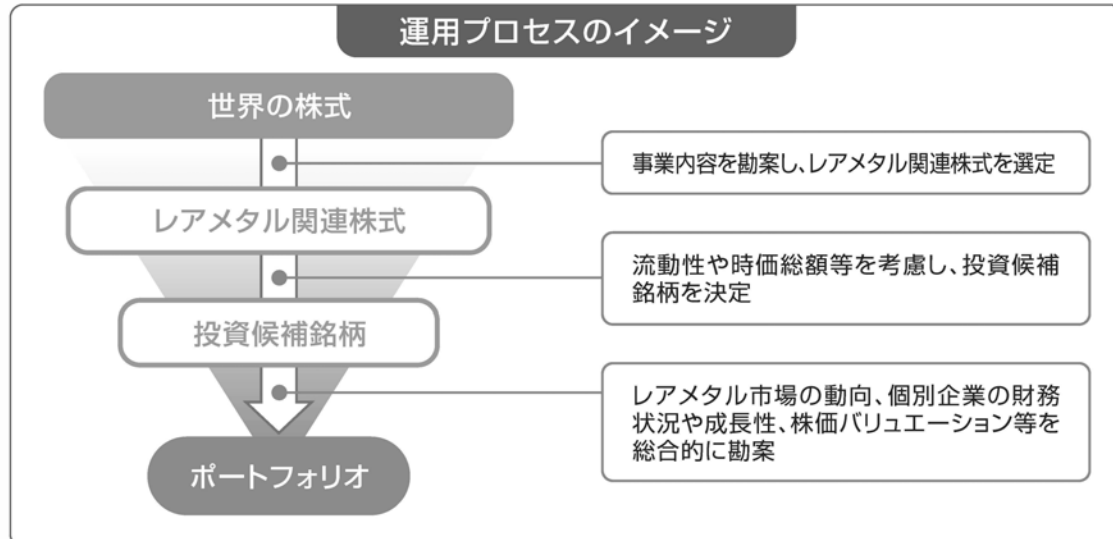 運用プロセスのイメージ
世界の株式
事業内容を勘案し、レアメタル関連株式を選定
レアメタル関連株式
流動性や時価総額等を考慮し、投資候補
銘柄を決定
投資候補銘柄
レアメタル市場の動向、個別企業の財務
状況や成長性、株価バリュエーション等を
総合的に勘案
ポートフォリオ